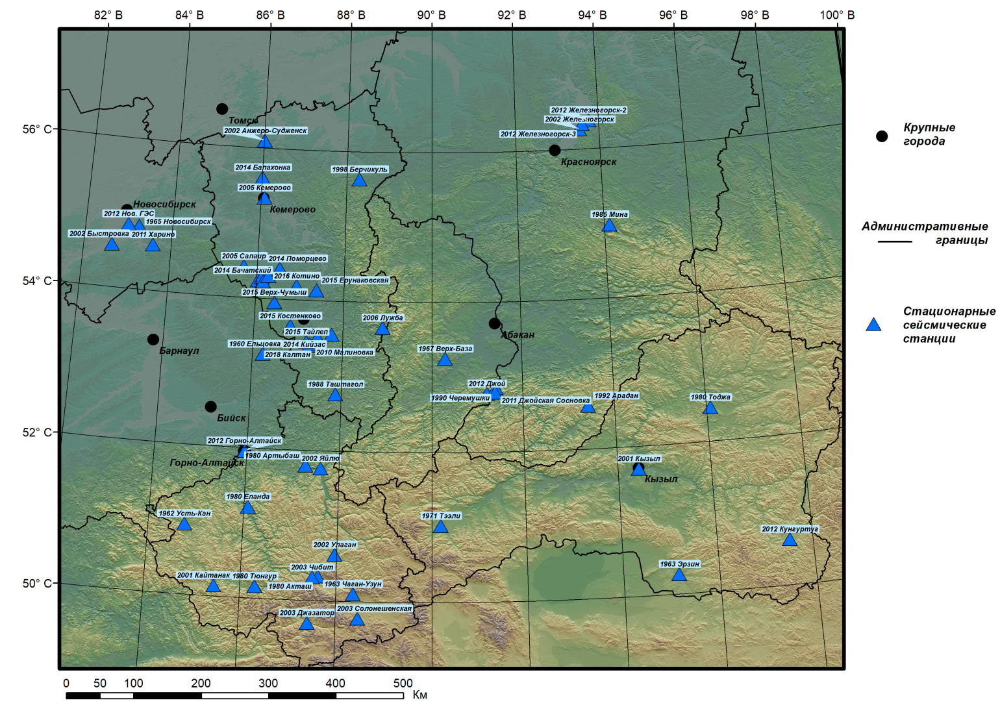 82° В 84° В 86° В 88° В 90° В 92° В 94° В 96° В 98° В 100° В
Томск
2012 Железногорск-2
2002 Железногорск
56° С
2002 Анжеро-Судженск
2012 Железногорск-3
Крупные
города
Красноярск
2014 Балахонка
1998 Берчикуль
2005 Кемерово
Новосибирск
Кемерово
2012 Нов. ГЭС
1965 Новосибирск
1985 Мина
2002 Быстровка
2011 Харино
Административные
границы
2005 Салаир
2014 Поморцево
2014 Бачатский
2016 Котино
54° С
2015 Ерунаковская
2015 Верх-Чумыш
2015 Костенково
2006 Лужба
Стационарные
сейсмические
станции
2015 Тайлеп
Абакан
1960 Ельцовка
2014 Кийзас
Барнаул
2018 Калтан
2010 Малиновка
1967 Верх-База
1988 Таштагол
2012 Джой
1990 Черемушки
2011 Джойская Сосновка
1992 Арадан
1980 Тоджа
Бийск
52° С
2012 Горно-Алтайск
1980 Артыбаш
2002 Яйлю
2001 Кызыл
Горно-Алтайск
Кызыл
1980 Еланда
1962 Усть-Кан
1971 Тээли
2012 Кунгуртуг
2002 Улаган
2003 Чибит
1963 Эрзин
2001 Кайтанак
1980 Тюнгур
50° С
1980 Акташ
1963 Чаган-Узун
2003 Джазатор
2003 Солонешенская
0 50 100 200 300 400 500
Км